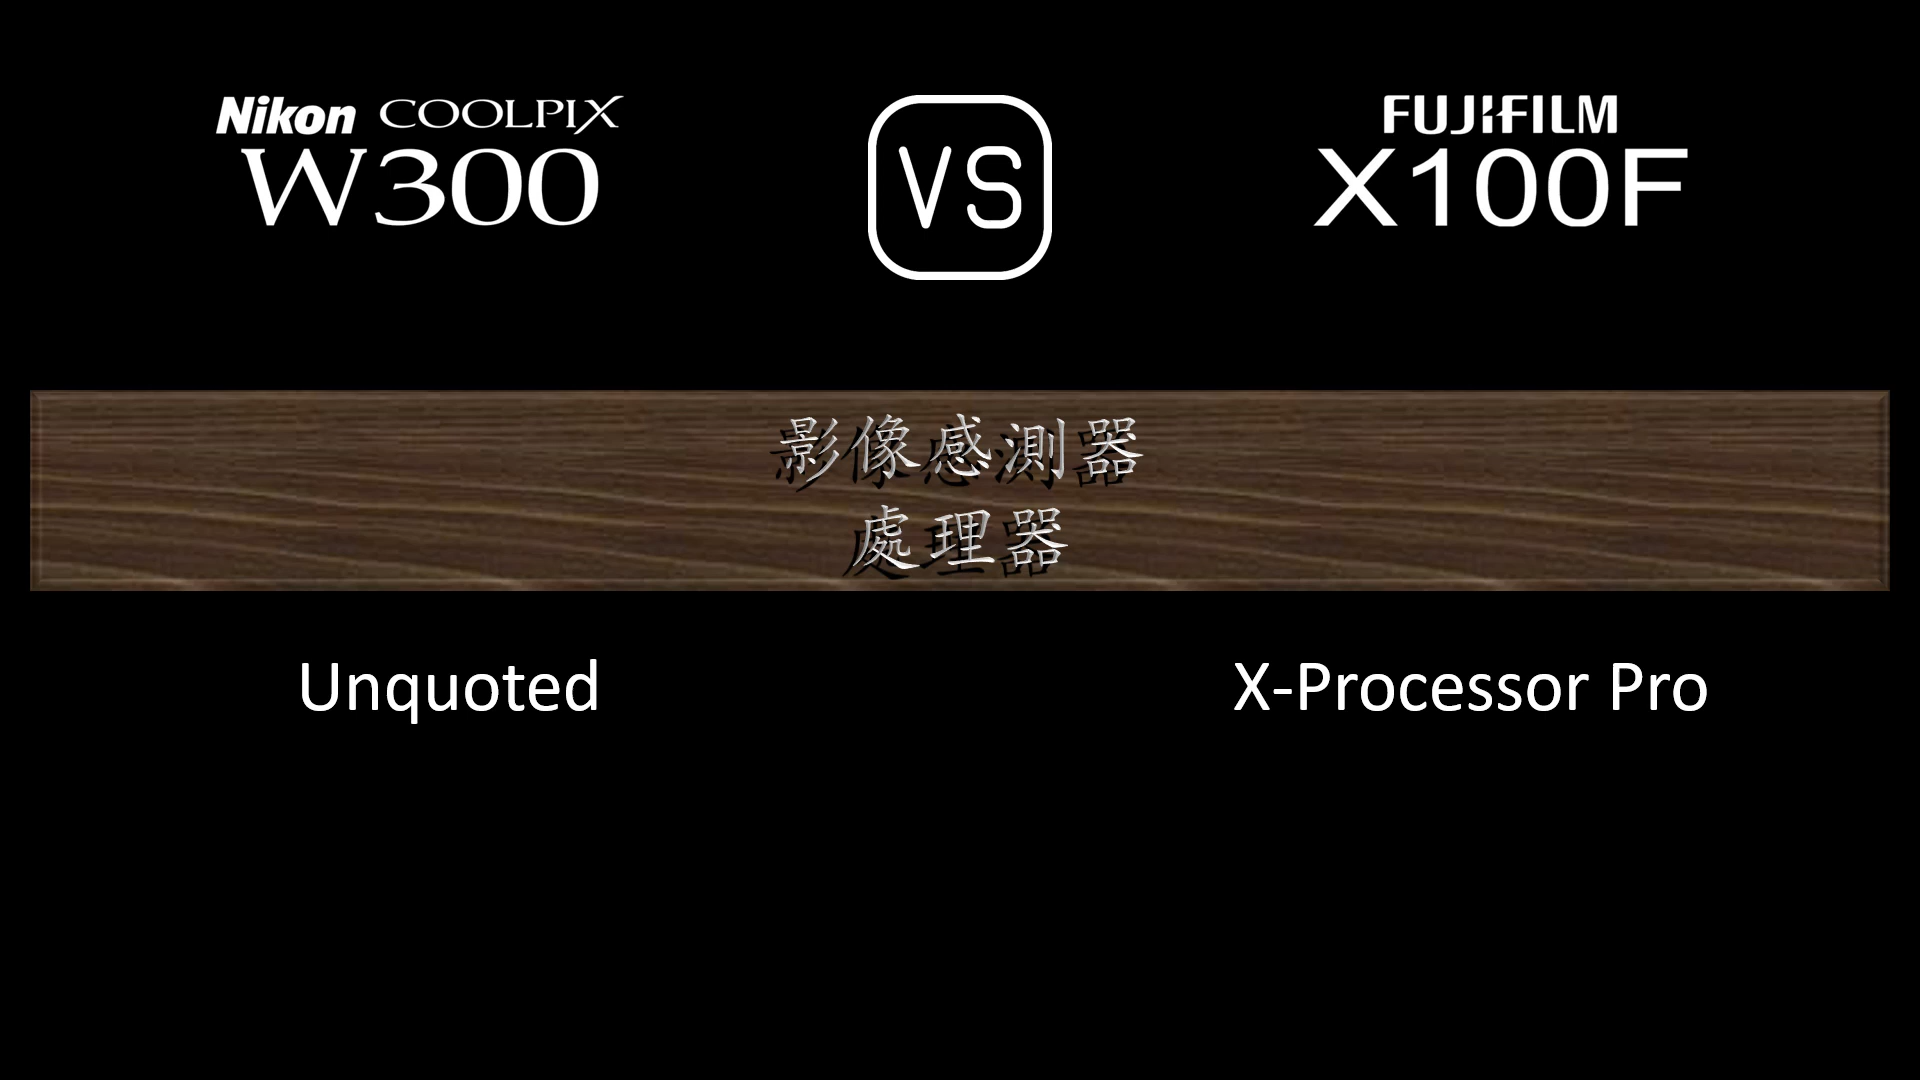 Nikon COOLPIX
W300
VS
FUJIFILM
X100F
影像感測器
處理器
Unquoted
X-Processor Pro